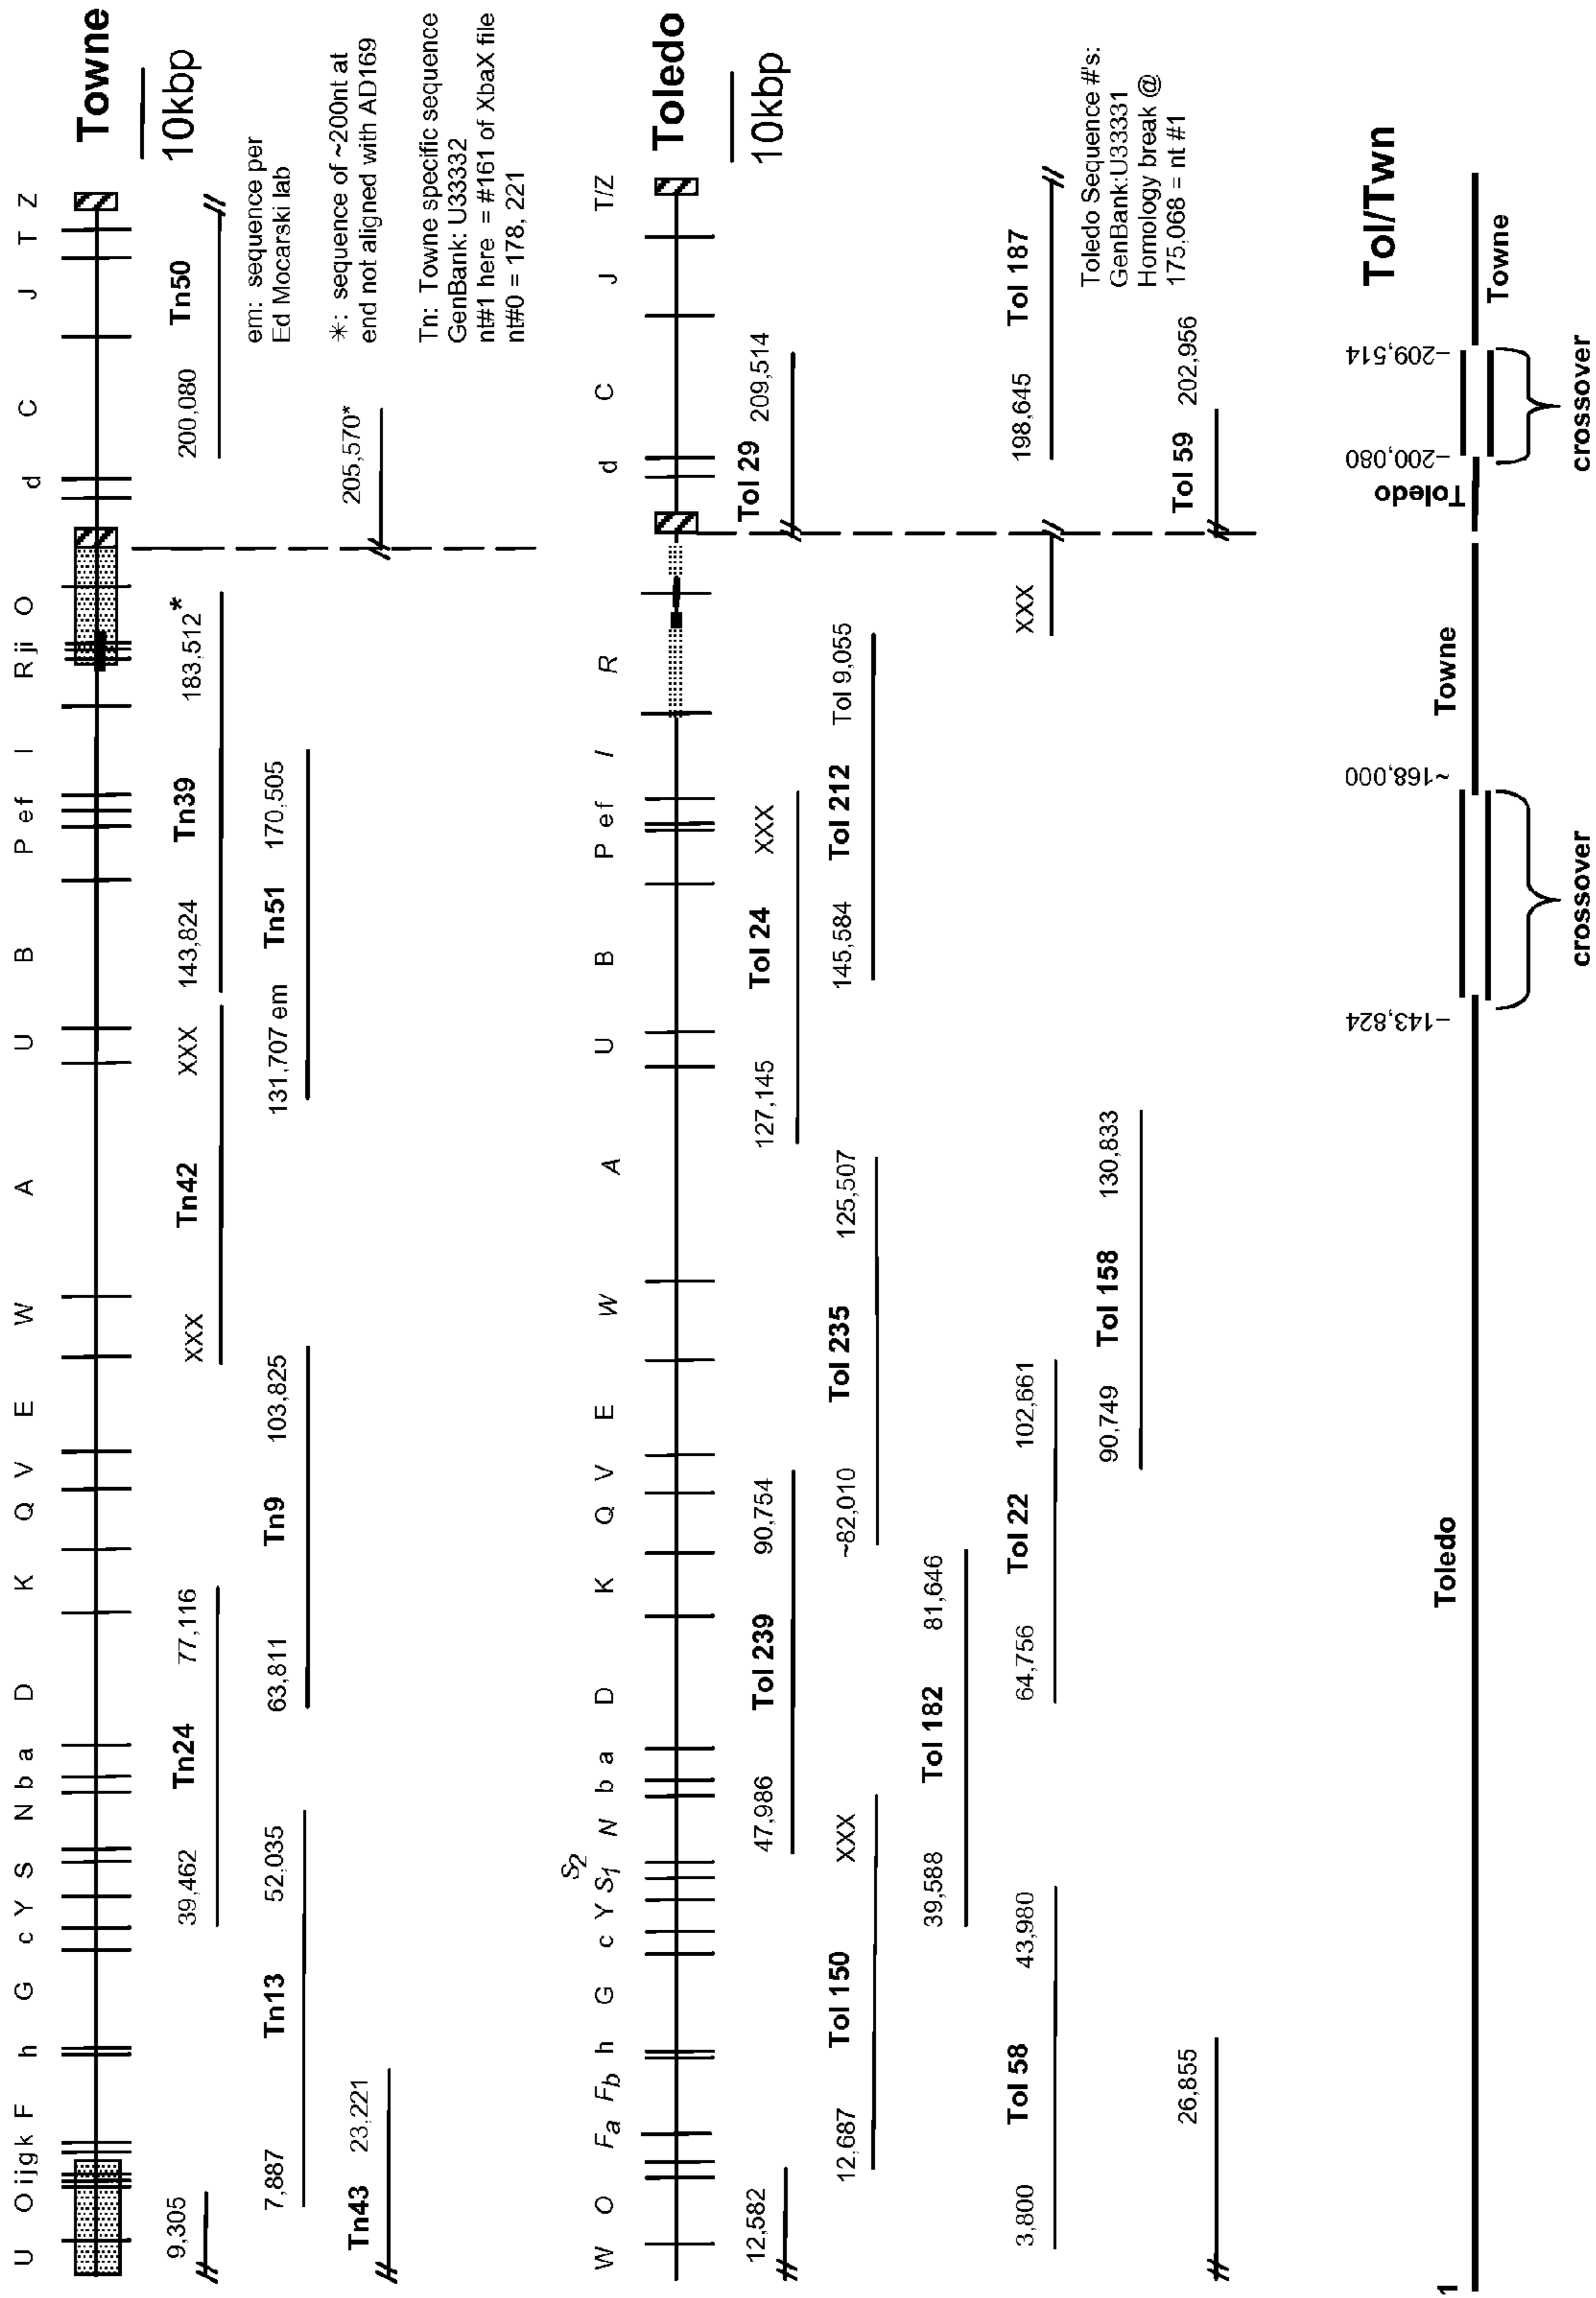 Towne
10kbp
U O i j g k F h G c Y S N b a D K Q V E W A U B P e f I R j i O d C J T Z
9,305
39,462 Tn24 77,116
XXX Tn42 XXX
143,824 Tn39 183,512*
200,080 Tn50
7,887 Tn13 52,035
63,811 Tn9 103,825
131,707 em Tn51 170,505
Tn43 23,221
205,570*
em: sequence per
Ed Mocarski lab
*: sequence of ~200nt at
end not aligned with AD169
Tn: Towne specific sequence
GenBank: U33332
nt#1 here = #161 of XbaX file
nt#0 = 178, 221
Toledo
10kbp
W O Fa Fb h G c Y S1 S2 N b a D K Q V E W A U B P e f I R d C J T/Z
12,582
47,986 Tol 239 90,754
127,145 Tol 24 XXX
Tol 29 209,514
12,687 Tol 150 XXX
~82,010 Tol 235 125,507
145,584 Tol 212 Tol 9,055
39,588 Tol 182 81,646
3,800 Tol 58 43,980
64,756 Tol 22 102,661
XXX
198,645 Tol 187
90,749 Tol 158 130,833
26,855
Tol 59 202,956
Toledo Sequence #'s:
GenBank:U33331
Homology break @
175,068 = nt #1
Tol/Twn
–143,824
~168,000
–200,080
–209,514
1
Toledo
Towne
Toledo
Towne
crossover
crossover